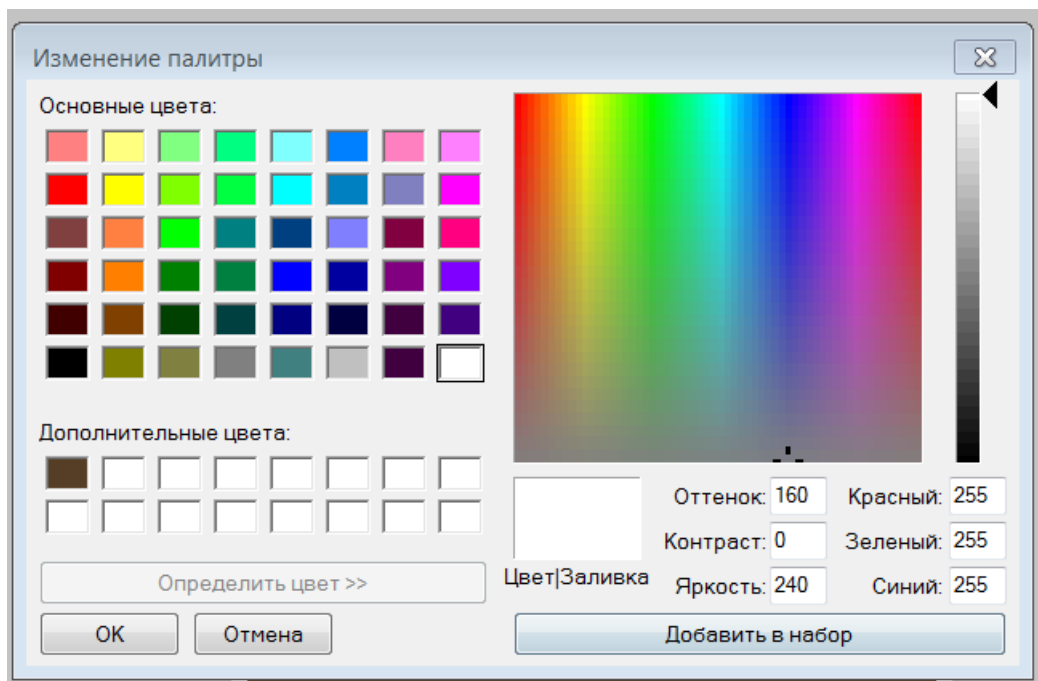 Изменение палитры
Основные цвета:
Дополнительные цвета:
Определить цвет >>
OK
Отмена
Цвет|Заливка
Оттенок: 160
Контраст: 0
Яркость: 240
Красный: 255
Зеленый: 255
Синий: 255
Добавить в набор